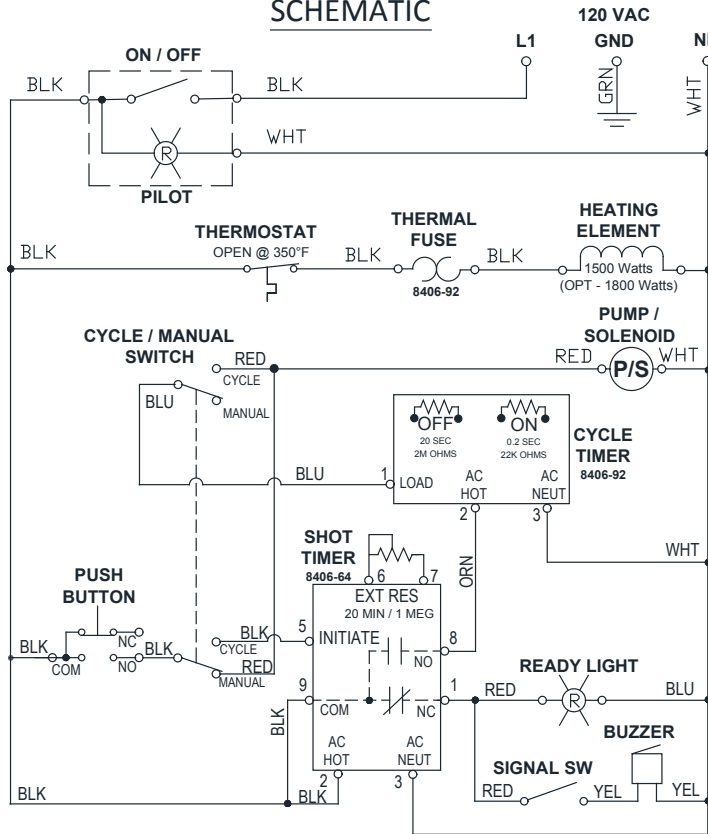 SCHEMATIC
120 VAC
L1
GND
ON / OFF
BLK
BLK
GRN
WHT
WHT
R
PILOT
THERMOSTAT
OPEN @ 350°F
THERMAL
FUSE
8406-92
HEATING
ELEMENT
1500 Watts
(OPT - 1800 Watts)
BLK
BLK
BLK
PUMP /
SOLENOID
RED
P/S
WHT
CYCLE / MANUAL
SWITCH
RED
CYCLE
BLU
MANUAL
OFF
20 SEC
2M OHMS
ON
0.2 SEC
22K OHMS
CYCLE
TIMER
8406-92
BLU
1
LOAD
AC
HOT
AC
NEUT
2
3
WHT
ORN
SHOT
TIMER
8406-64
6
7
EXT RES
20 MIN / 1 MEG
PUSH
BUTTON
BLK
COM
NC
NO
BLK
BLK
CYCLE
RED
MANUAL
5
INITIATE
8
NO
9
COM
1
NC
BLK
AC
HOT
AC
NEUT
2
3
BLK
BLK
READY LIGHT
RED
R
BLU
BUZZER
SIGNAL SW
RED
YEL
YEL